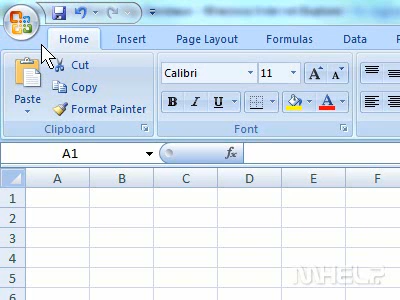 Home Insert Page Layout Formulas Data
Cut
Copy
Format Painter
Paste
Calibri 11 A A
B I U A
Clipboard Font
A1 fx
A B C D E F
1
2
3
4
5
6
MHELP